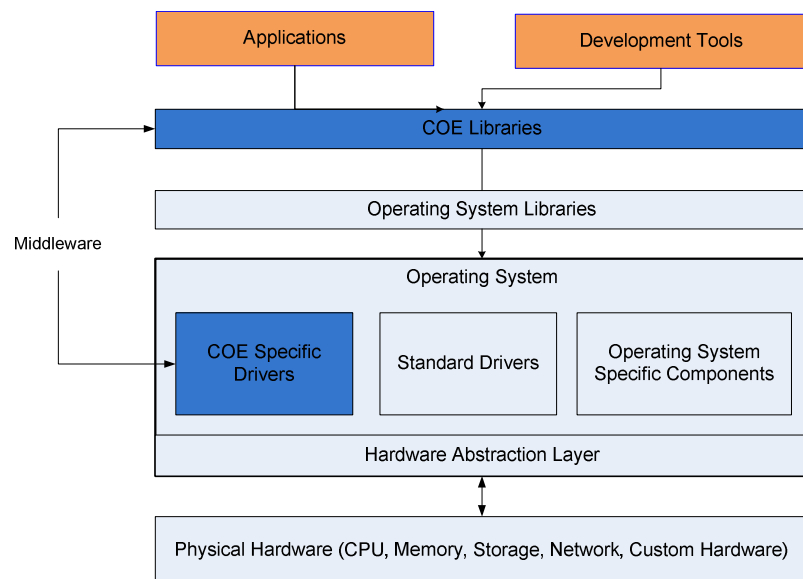 Applications
Development Tools
COE Libraries
Operating System Libraries
Middleware
Operating System
COE Specific
Drivers
Standard Drivers
Operating System
Specific Components
Hardware Abstraction Layer
Physical Hardware (CPU, Memory, Storage, Network, Custom Hardware)